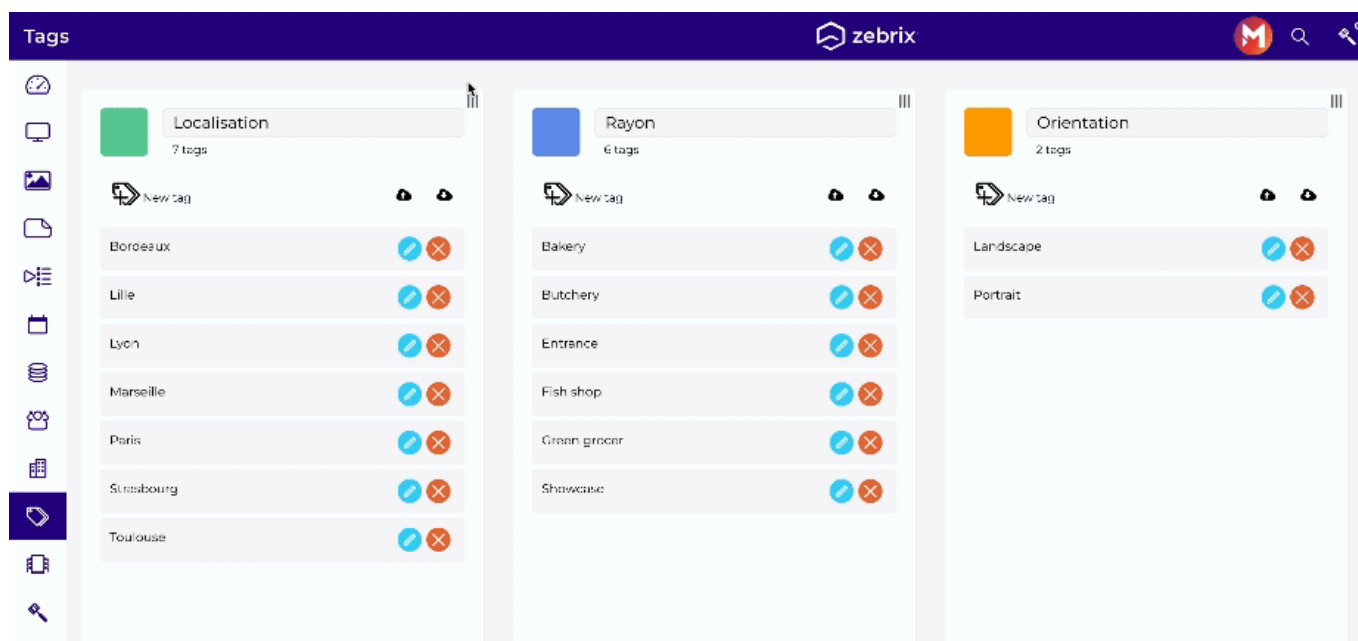 Tags
zebrix
Localisation
7 tags
New tag
Bordeaux
Lille
Lyon
Marseille
Paris
Strasbourg
Toulouse
Rayon
6 tags
New tag
Bakery
Butchery
Entrance
Fish shop
Green grocer
Showcase
Orientation
2 tags
New tag
Landscape
Portrait